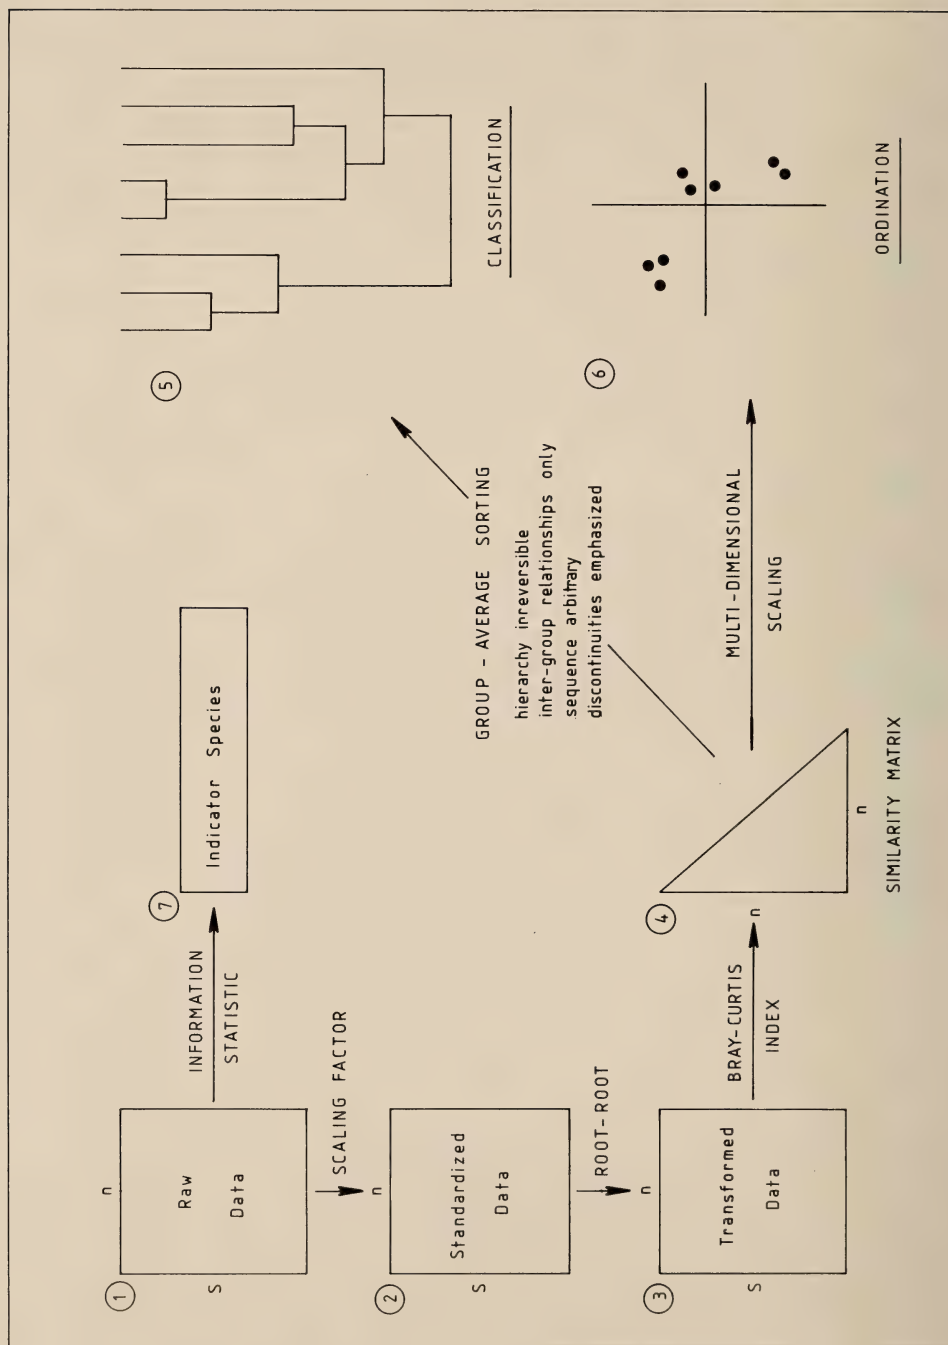 1
n
S
Raw
Data
INFORMATION
STATISTIC
7
Indicator Species
5
CLASSIFICATION
SCALING FACTOR
2
n
S
Standardized
Data
ROOT-ROOT
GROUP - AVERAGE SORTING
hierarchy irreversible
inter-group relationships only
sequence arbitrary
discontinuities emphasized
3
n
S
Transformed
Data
BRAY-CURTIS
INDEX
4
n
n
SIMILARITY MATRIX
MULTI-DIMENSIONAL
SCALING
6
ORDINATION